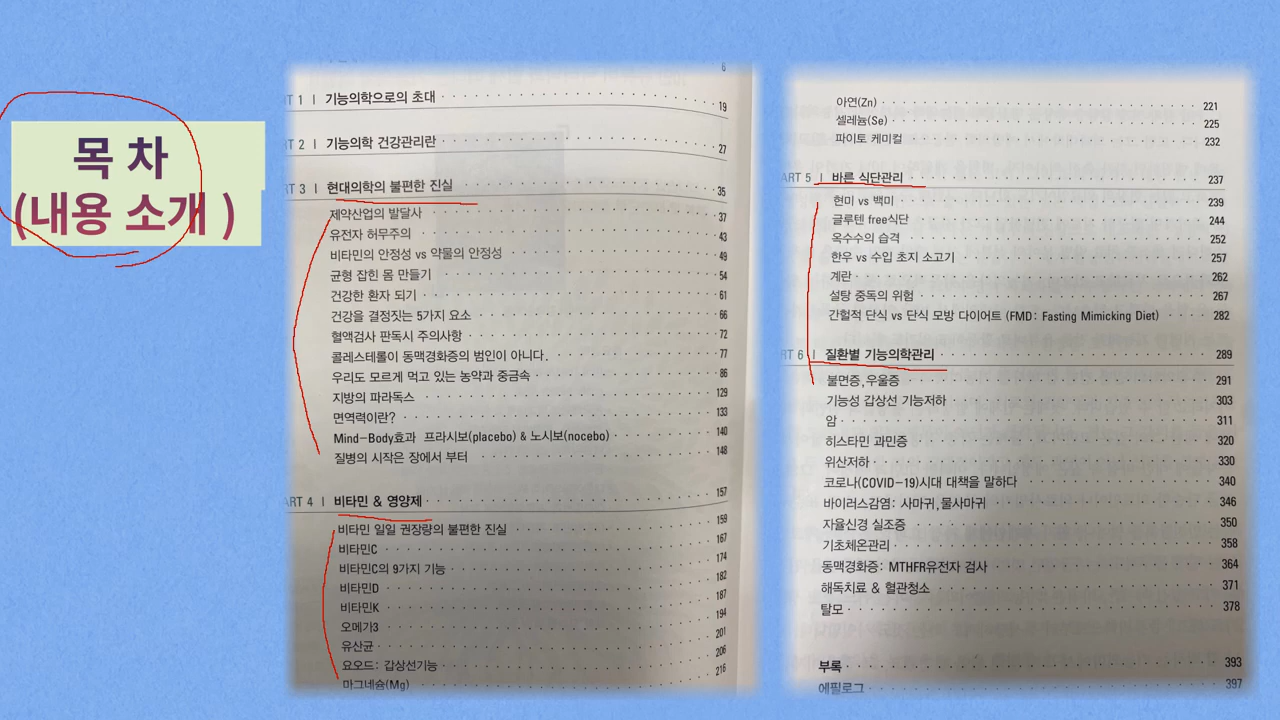 목 차
(내용 소개 )
6
RT 1 | 기능의학으로의 초대 19
RT 2 | 기능의학 건강관리란 27
RT 3 | 현대의학의 불편한 진실 35
제약산업의 발달사 37
유전자 허무주의 43
비타민의 안정성 vs 약물의 안정성 49
균형 잡힌 몸 만들기 54
건강한 환자 되기 61
건강을 결정짓는 5가지 요소 66
혈액검사 판독시 주의사항 72
콜레스테롤이 동맥경화증의 범인이 아니다. 77
우리도 모르게 먹고 있는 농약과 중금속 86
지방의 파라독스 129
면역력이란? 133
Mind-Body효과 프라시보(placebo) & 노시보(nocebo) 140
질병의 시작은 장에서 부터 148
ART 4 | 비타민 & 영양제 157
비타민 일일 권장량의 불편한 진실 159
비타민C 167
비타민C의 9가지 기능 174
비타민D 182
비타민K 187
오메가3 194
유산균 201
요오드: 갑상선기능 206
마그네슘(Mg) 216
아연(Zn) 221
셀레늄(Se) 225
파이토 케미컬 232
ART 5 | 바른 식단관리 237
현미 vs 백미 239
글루텐 free식단 244
옥수수의 습격 252
한우 vs 수입 초지 소고기 257
계란 262
설탕 중독의 위험 267
간헐적 단식 vs 단식 모방 다이어트 (FMD: Fasting Mimicking Diet) 282
RT 6 | 질환별 기능의학관리 289
불면증,우울증 291
기능성 갑상선 기능저하 303
암 311
히스타민 과민증 320
위산저하 330
코로나(COVID-19)시대 대책을 말하다 340
바이러스감염: 사마귀,물사마귀 346
자율신경 실조증 350
기초체온관리 358
동맥경화증: MTHFR유전자 검사 364
해독치료 & 혈관청소 371
탈모 378
부록 393
에필로그 397